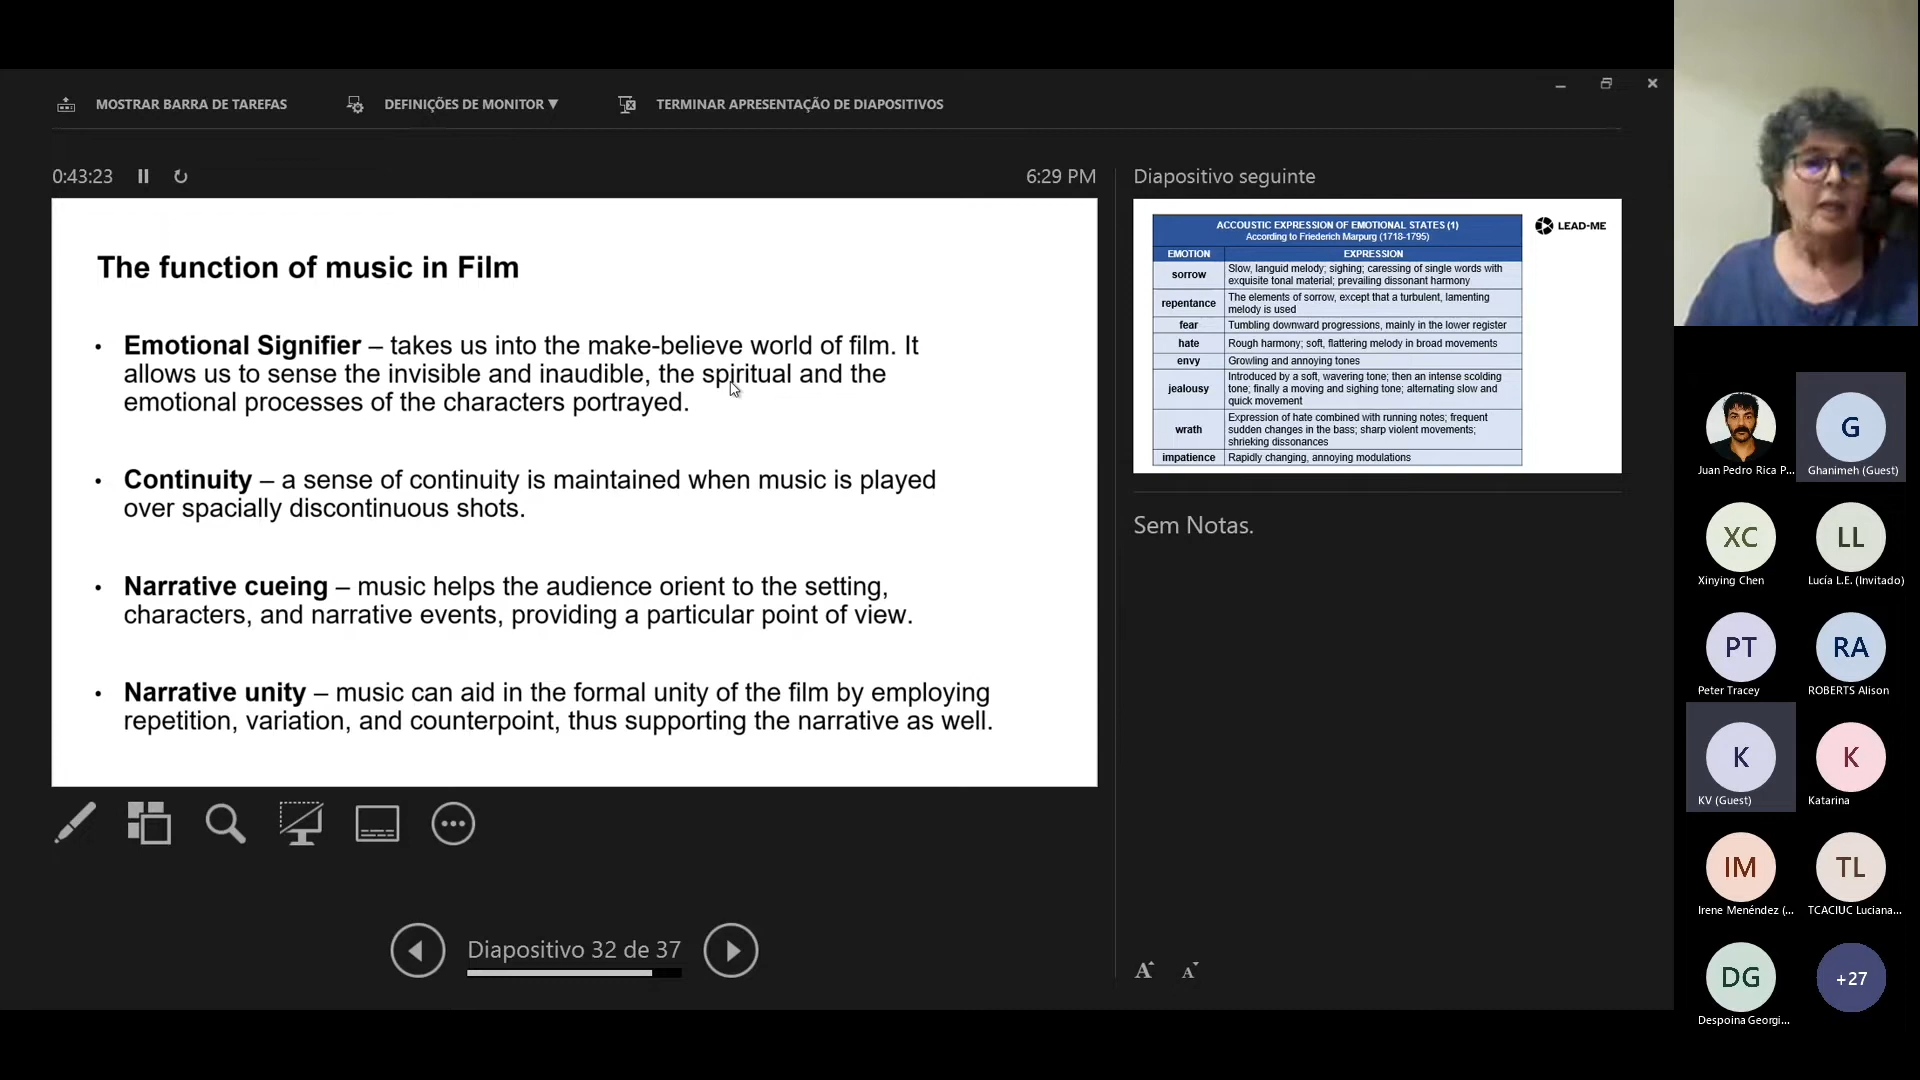 MOSTRAR BARRA DE TAREFAS
DEFINIÇÕES DE MONITOR ▼
TERMINAR APRESENTAÇÃO DE DIAPOSITIVOS
0:43:23
6:29 PM
The function of music in Film
• Emotional Signifier – takes us into the make-believe world of film. It
allows us to sense the invisible and inaudible, the spiritual and the
emotional processes of the characters portrayed.
• Continuity – a sense of continuity is maintained when music is played
over spacially discontinuous shots.
• Narrative cueing – music helps the audience orient to the setting,
characters, and narrative events, providing a particular point of view.
• Narrative unity – music can aid in the formal unity of the film by employing
repetition, variation, and counterpoint, thus supporting the narrative as well.
Diapositivo 32 de 37
Diapositivo seguinte
ACCOUSTIC EXPRESSION OF EMOTIONAL STATES (1)
According to Friederich Marpurg (1718-1795)
LEAD-ME
EMOTION EXPRESSION
sorrow Slow, languid melody; sighing; caressing of single words with
exquisite tonal material; prevailing dissonant harmony
repentance The elements of sorrow, except that a turbulent, lamenting
melody is used
fear Tumbling downward progressions, mainly in the lower register
hate Rough harmony; soft, flattering melody in broad movements
envy Growling and annoying tones
jealousy Introduced by a soft, wavering tone; then an intense scolding
tone; finally a moving and sighing tone; alternating slow and
quick movement
wrath Expression of hate combined with running notes; frequent
sudden changes in the bass; sharp violent movements;
shrieking dissonances
impatience Rapidly changing, annoying modulations
Sem Notas.
A A
Juan Pedro Rica P...
G
Ghanimeh (Guest)
XC
Xinying Chen
LL
Lucía L.E. (Invitado)
PT
Peter Tracey
RA
ROBERTS Alison
K
KV (Guest)
K
Katarina
IM
Irene Menéndez (...
TL
TCACIUC Luciana...
DG
Despoina Georgi...
+27